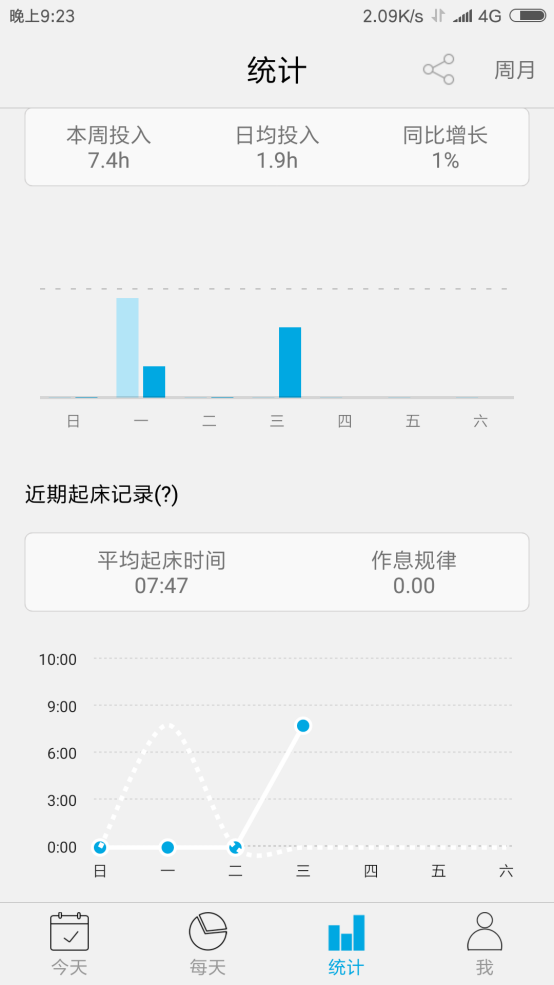 晚上9:23 2.09K/s 4G
统计 周月
本周投入 日均投入 同比增长
7.4h 1.9h 1%
日 一 二 三 四 五 六
近期起床记录(?)
平均起床时间 作息规律
07:47 0.00
10:00
9:00
6:00
3:00
0:00
日 一 二 三 四 五 六
今天 每天 统计 我